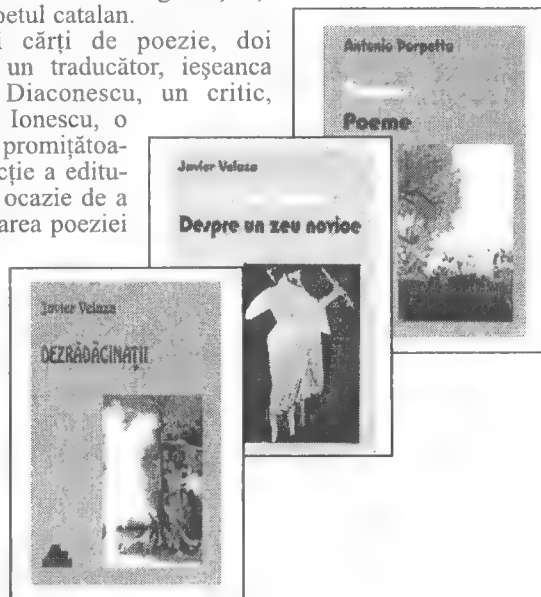 petul catalan.
i cărți de poezie, doi
un traducător, ieșeanca
Diaconescu, un critic,
Ionescu, o
promițătoa-
cție a editu-
ocazie de a
area poeziei
Antonio Porpetta
Poeme
Javier Velaza
Despre un zeu novice
Javier Velaza
DEZRĂDĂCINAȚII